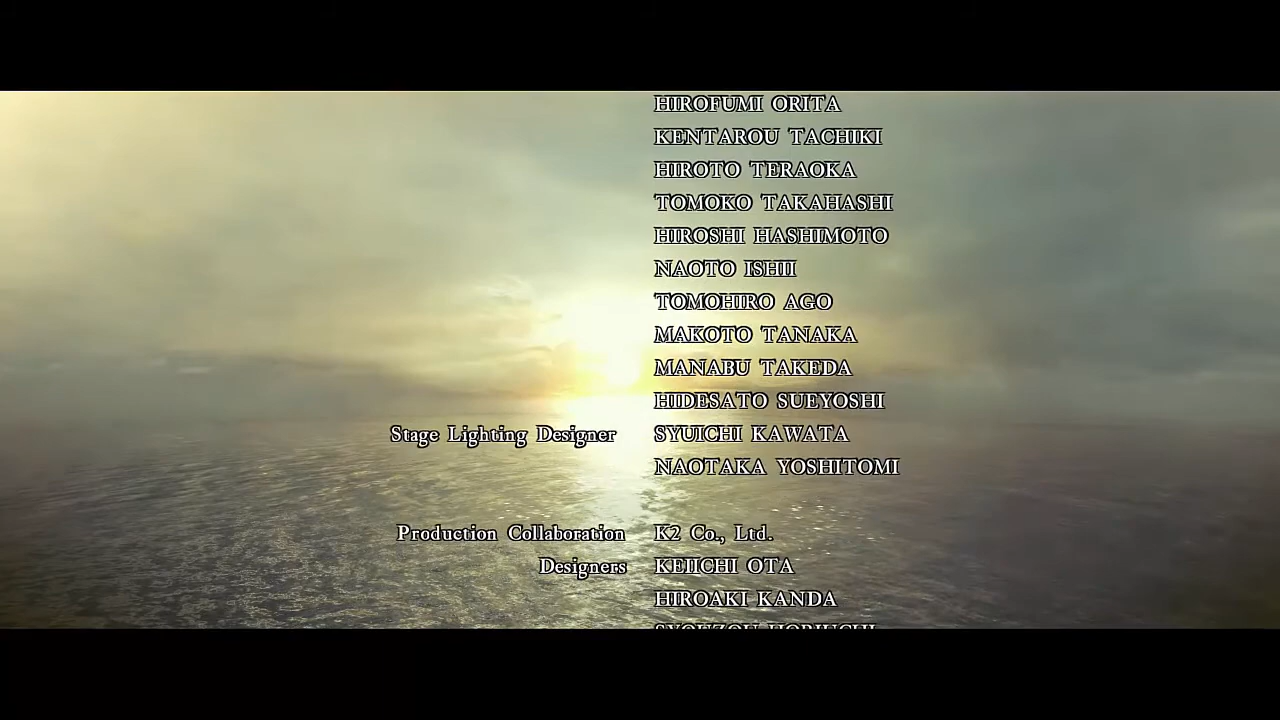 HIROFUMI ORITA
KENTAROU TACHIKI
HIROTO TERAOKA
TOMOKO TAKAHASHI
HIROSHI HASHIMOTO
NAOTO ISHII
TOMOHIRO AGO
MAKOTO TANAKA
MANABU TAKEDA
HIDESATO SUEYOSHI
Stage Lighting Designer SYUICHI KAWATA
NAOTAKA YOSHITOMI
Production Collaboration K2 Co., Ltd.
Designers KEIICHI OTA
HIROAKI KANDA